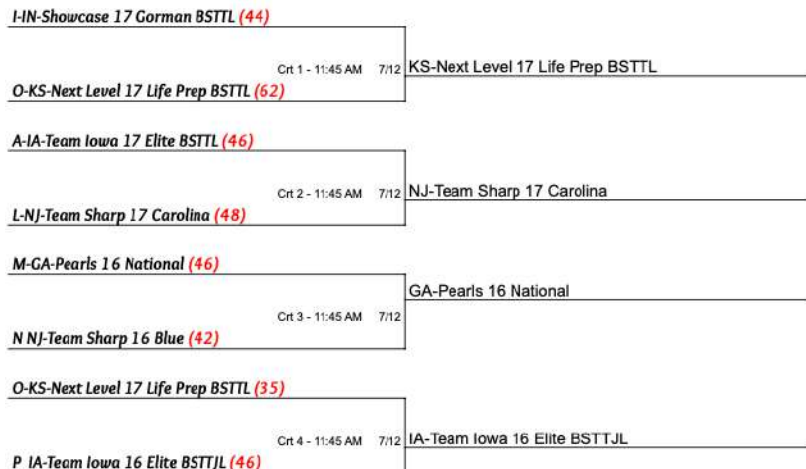 I-IN-Showcase 17 Gorman BSTTL (44)
Crt 1 - 11:45 AM 7/12 KS-Next Level 17 Life Prep BSTTL
O-KS-Next Level 17 Life Prep BSTTL (62)
A-IA-Team Iowa 17 Elite BSTTL (46)
Crt 2 - 11:45 AM 7/12 NJ-Team Sharp 17 Carolina
L-NJ-Team Sharp 17 Carolina (48)
M-GA-Pearls 16 National (46)
GA-Pearls 16 National
Crt 3 - 11:45 AM 7/12
N NJ-Team Sharp 16 Blue (42)
O-KS-Next Level 17 Life Prep BSTTL (35)
Crt 4 - 11:45 AM 7/12 IA-Team Iowa 16 Elite BSTTJL
P IA-Team Iowa 16 Elite BSTTJL (46)